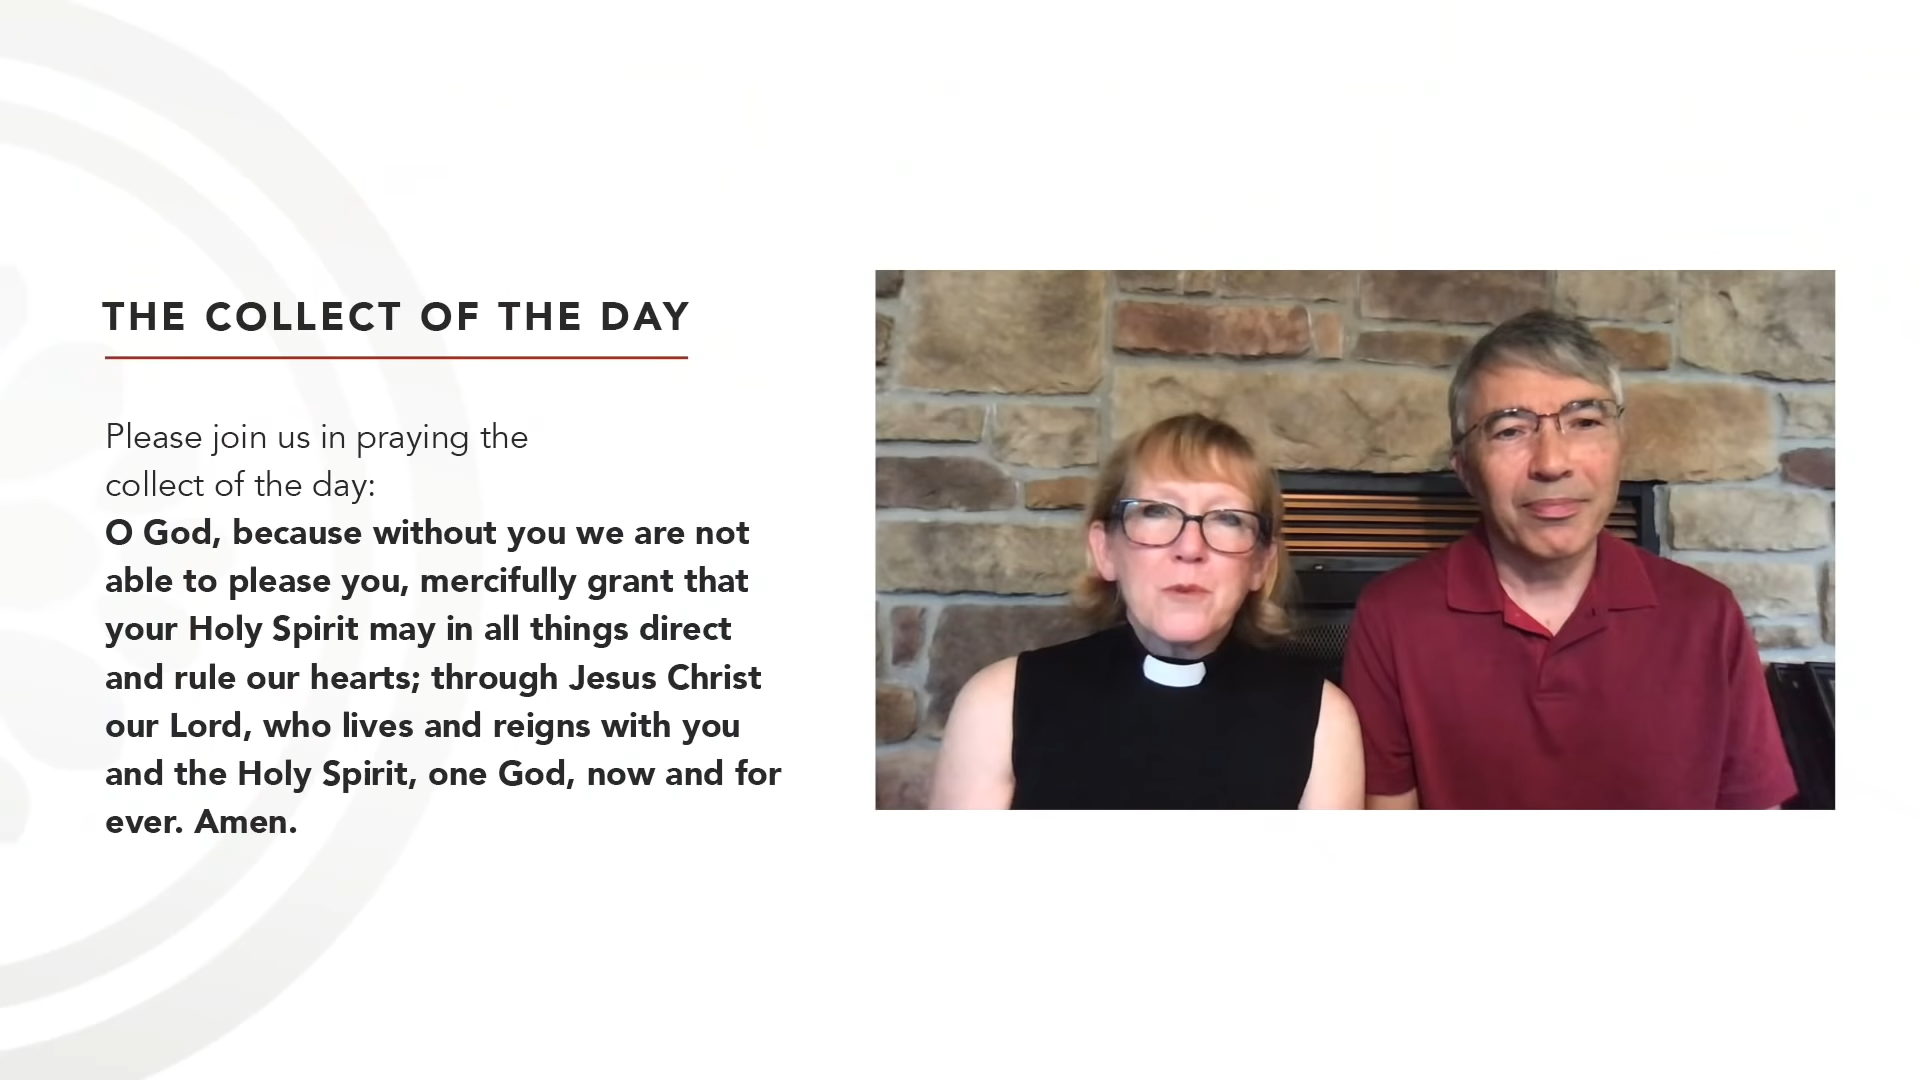 THE COLLECT OF THE DAY
Please join us in praying the
collect of the day:
O God, because without you we are not
able to please you, mercifully grant that
your Holy Spirit may in all things direct
and rule our hearts; through Jesus Christ
our Lord, who lives and reigns with you
and the Holy Spirit, one God, now and for
ever. Amen.